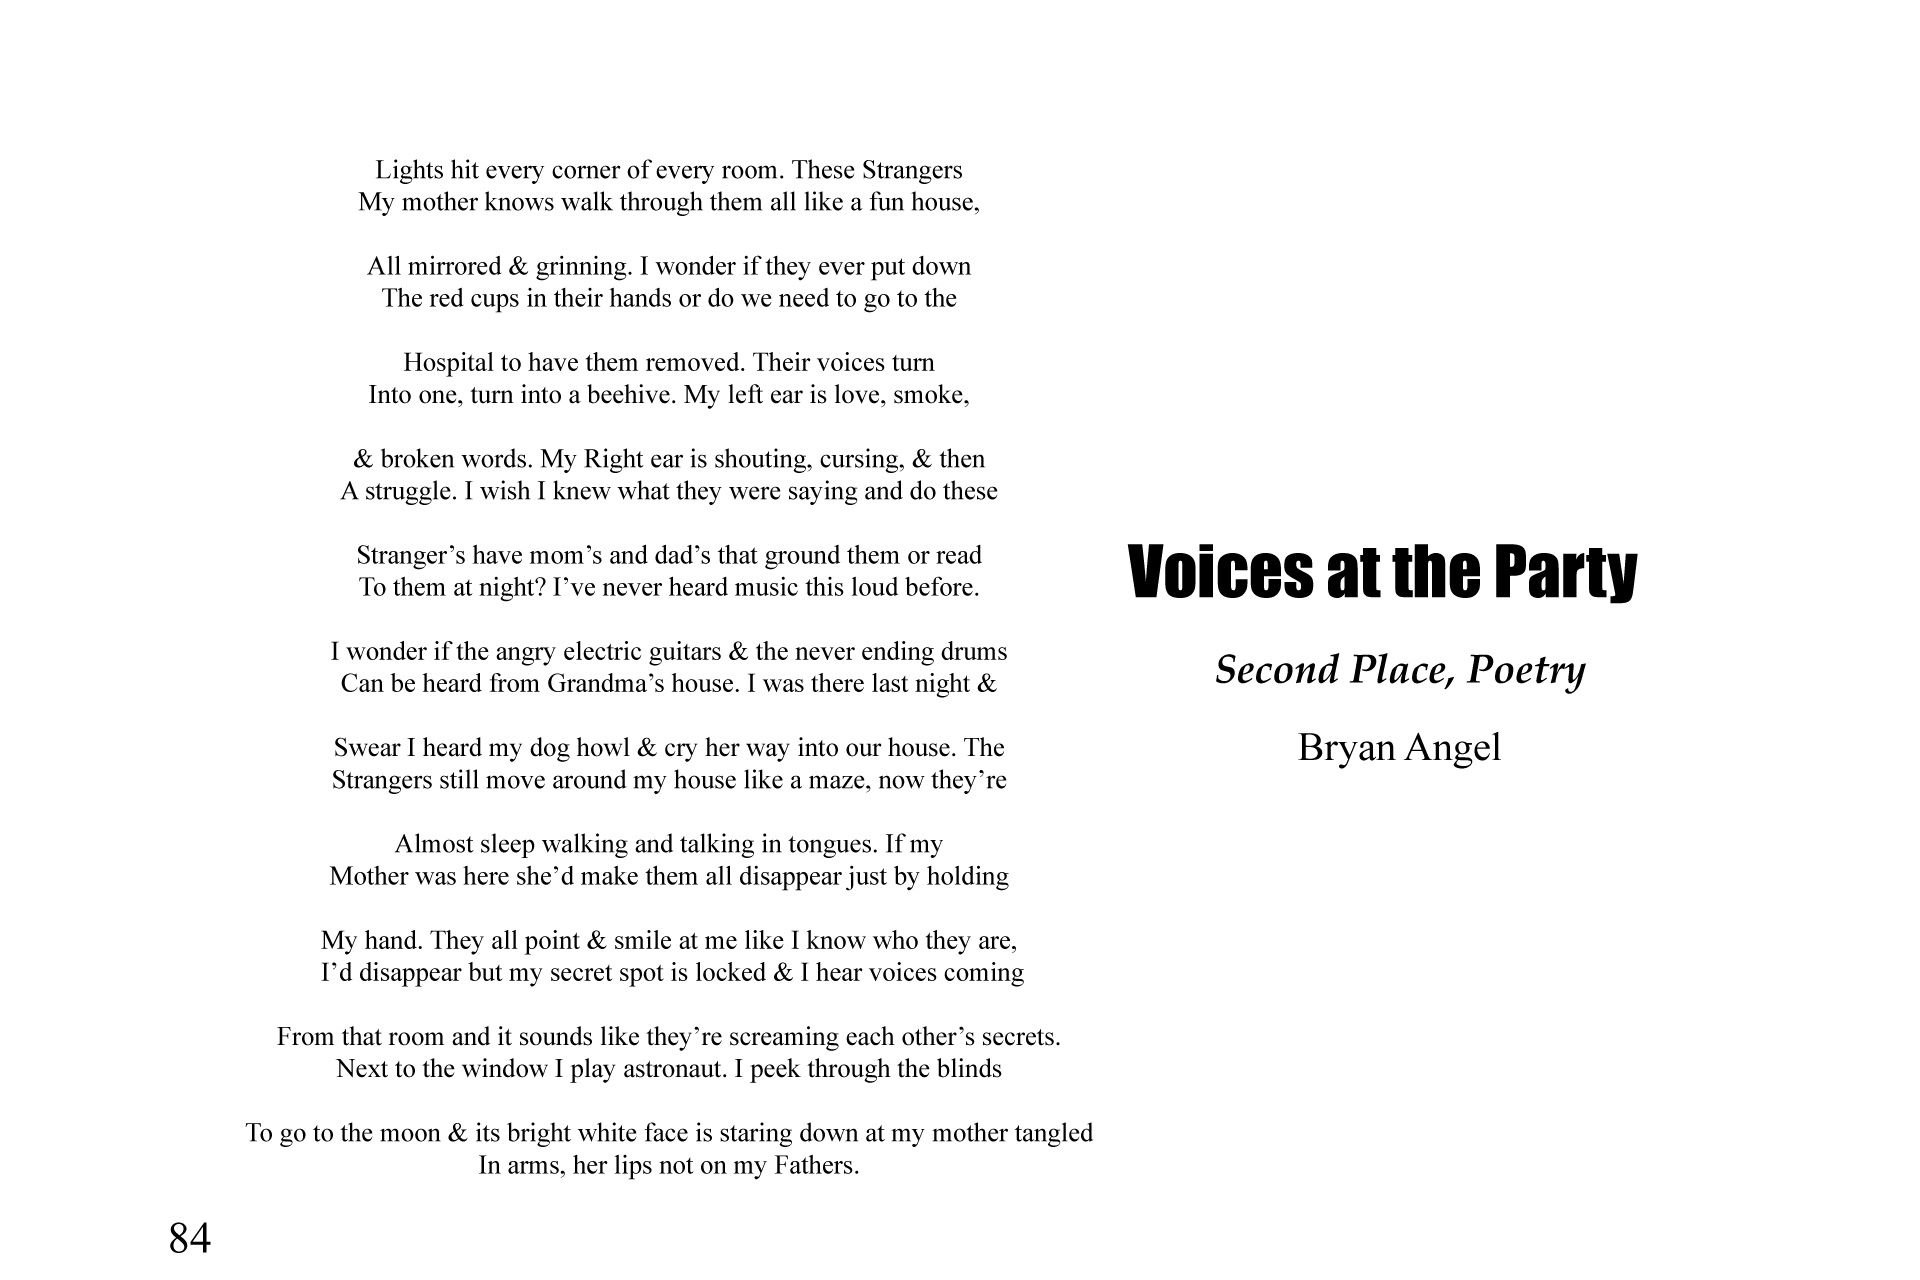 Lights hit every corner of every room. These Strangers
My mother knows walk through them all like a fun house,
All mirrored & grinning. I wonder if they ever put down
The red cups in their hands or do we need to go to the
Hospital to have them removed. Their voices turn
Into one, turn into a beehive. My left ear is love, smoke,
& broken words. My Right ear is shouting, cursing, & then
A struggle. I wish I knew what they were saying and do these
Stranger’s have mom’s and dad’s that ground them or read
To them at night? I’ve never heard music this loud before.
I wonder if the angry electric guitars & the never ending drums
Can be heard from Grandma’s house. I was there last night &
Swear I heard my dog howl & cry her way into our house. The
Strangers still move around my house like a maze, now they’re
Almost sleep walking and talking in tongues. If my
Mother was here she’d make them all disappear just by holding
My hand. They all point & smile at me like I know who they are,
I’d disappear but my secret spot is locked & I hear voices coming
From that room and it sounds like they’re screaming each other’s secrets.
Next to the window I play astronaut. I peek through the blinds
To go to the moon & its bright white face is staring down at my mother tangled
In arms, her lips not on my Fathers.
84
Voices at the Party
Second Place, Poetry
Bryan Angel